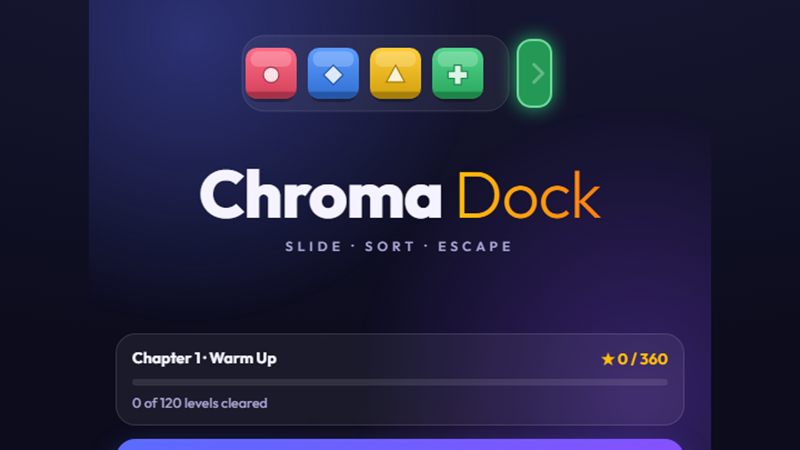 Chroma Dock
SLIDE · SORT · ESCAPE
Chapter 1 · Warm Up
★ 0 / 360
0 of 120 levels cleared